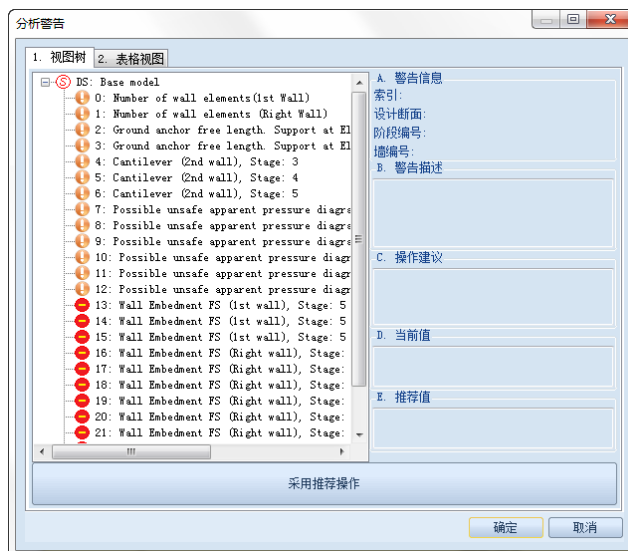 分析警告
1. 视图树
2. 表格视图
DS: Base model
0: Number of wall elements(1st Wall)
1: Number of wall elements (Right Wall)
2: Ground anchor free length. Support at El
3: Ground anchor free length. Support at El
4: Cantilever (2nd wall), Stage: 3
5: Cantilever (2nd wall), Stage: 4
6: Cantilever (2nd wall), Stage: 5
7: Possible unsafe apparent pressure diagra
8: Possible unsafe apparent pressure diagra
9: Possible unsafe apparent pressure diagra
10: Possible unsafe apparent pressure diagr
11: Possible unsafe apparent pressure diagr
12: Possible unsafe apparent pressure diagr
13: Wall Embedment FS (1st wall), Stage: 5
14: Wall Embedment FS (1st wall), Stage: 5
15: Wall Embedment FS (1st wall), Stage: 5
16: Wall Embedment FS (Right wall), Stage:
17: Wall Embedment FS (Right wall), Stage:
18: Wall Embedment FS (Right wall), Stage:
19: Wall Embedment FS (Right wall), Stage:
20: Wall Embedment FS (Right wall), Stage:
21: Wall Embedment FS (Right wall), Stage:
A. 警告信息
索引:
设计断面:
阶段编号:
墙编号:
B. 警告描述
C. 操作建议
D. 当前值
E. 推荐值
采用推荐操作
确定
取消